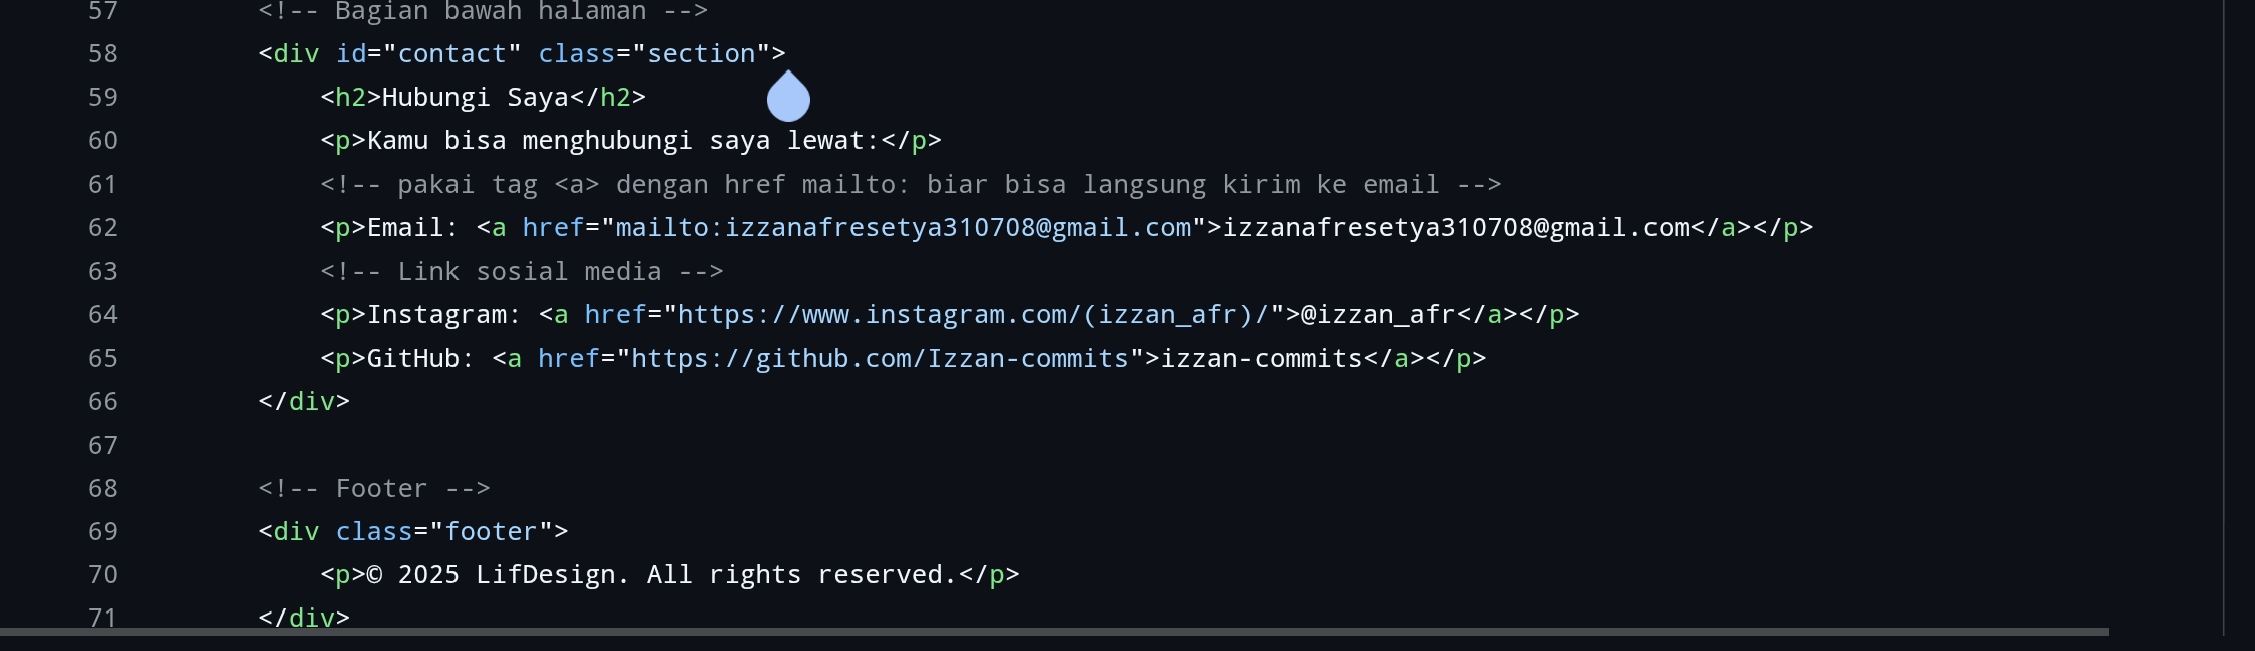 57 <!-- Bagian bawah halaman -->
58 <div id="contact" class="section">
59 <h2>Hubungi Saya</h2>
60 <p>Kamu bisa menghubungi saya lewat:</p>
61 <!-- pakai tag <a> dengan href mailto: biar bisa langsung kirim ke email -->
62 <p>Email: <a href="mailto:izzanafresetya310708@gmail.com">izzanafresetya310708@gmail.com</a></p>
63 <!-- Link sosial media -->
64 <p>Instagram: <a href="https://www.instagram.com/(izzan_afr)/">@izzan_afr</a></p>
65 <p>GitHub: <a href="https://github.com/Izzan-commits">izzan-commits</a></p>
66 </div>
67
68 <!-- Footer -->
69 <div class="footer">
70 <p>© 2025 LifDesign. All rights reserved.</p>
71 </div>